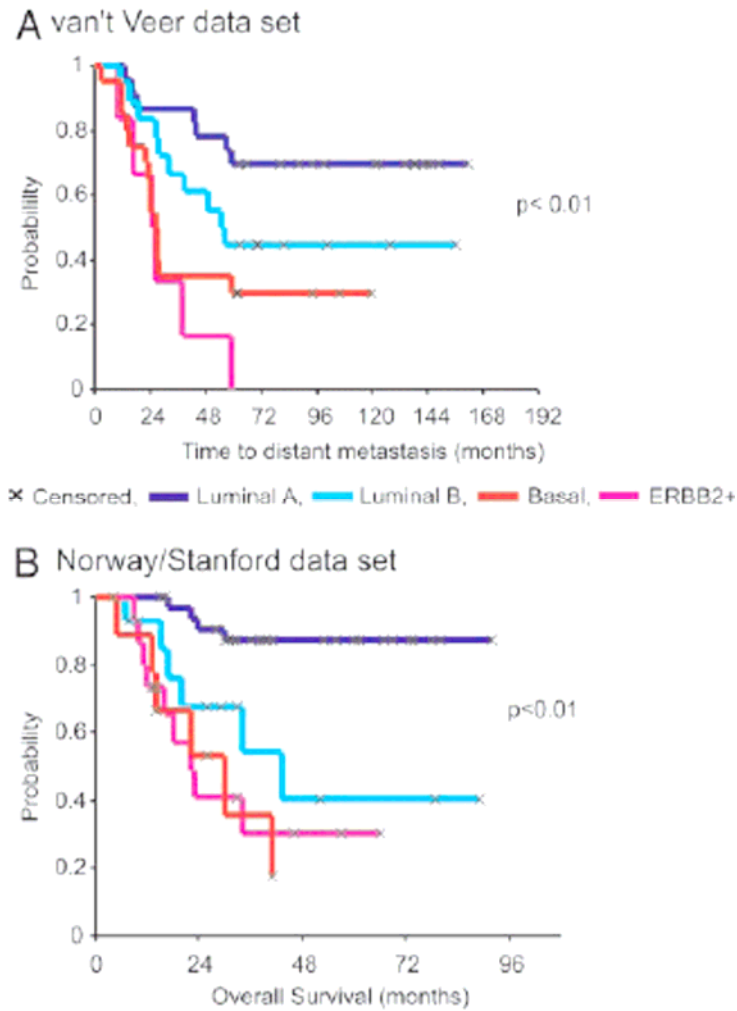 A van't Veer data set
1
0.8
0.6
0.4
0.2
0
Probabililty
p< 0.01
0 24 48 72 96 120 144 168 192
Time to distant metastasis (months)
× Censored, Luminal A, Luminal B, Basal, ERBB2+
B Norway/Stanford data set
1
0.8
0.6
0.4
0.2
0
Probability
p<0.01
0 24 48 72 96
Overall Survival (months)